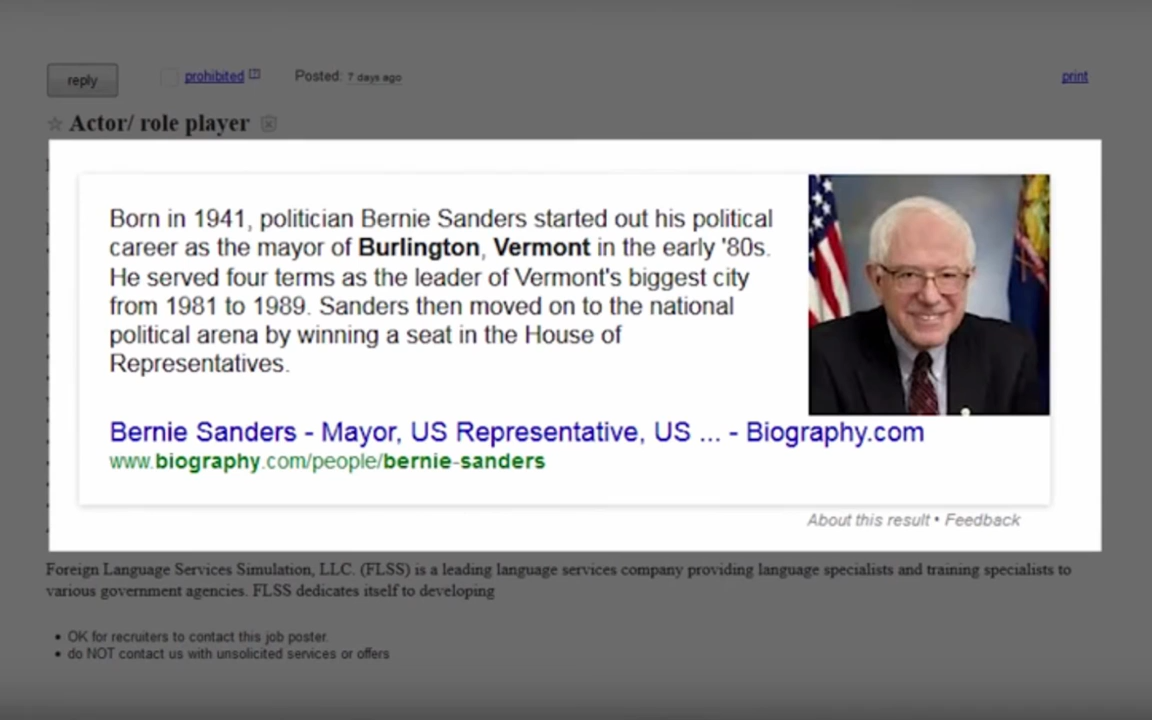 reply
prohibited [?]
Posted: 7 days ago
print
Actor/ role player
Born in 1941, politician Bernie Sanders started out his political
career as the mayor of Burlington, Vermont in the early '80s.
He served four terms as the leader of Vermont's biggest city
from 1981 to 1989. Sanders then moved on to the national
political arena by winning a seat in the House of
Representatives.
Bernie Sanders - Mayor, US Representative, US ... - Biography.com
www.biography.com/people/bernie-sanders
About this result • Feedback
Foreign Language Services Simulation, LLC. (FLSS) is a leading language services company providing language specialists and training specialists to
various government agencies. FLSS dedicates itself to developing
• OK for recruiters to contact this job poster.
• do NOT contact us with unsolicited services or offers